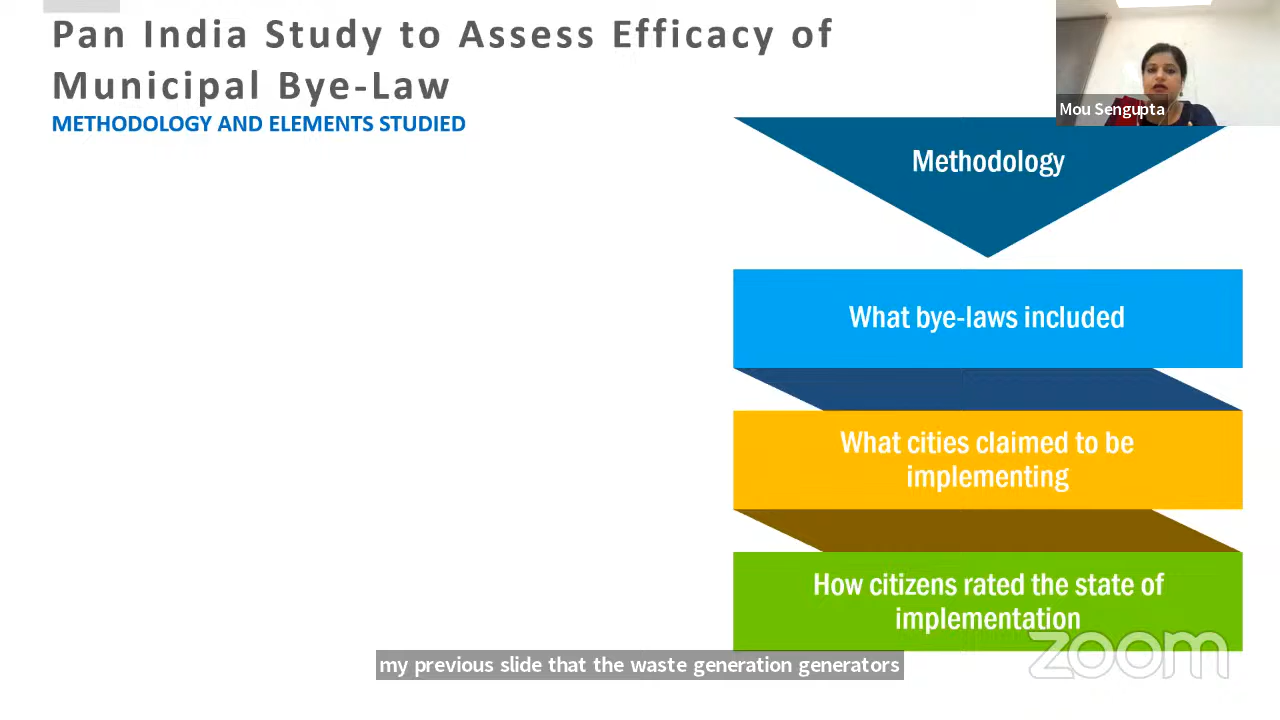 Pan India Study to Assess Efficacy of
Municipal Bye-Law
METHODOLOGY AND ELEMENTS STUDIED
Mou Sengupta
Methodology
What bye-laws included
What cities claimed to be
implementing
How citizens rated the state of
implementation
zoom
my previous slide that the waste generation generators